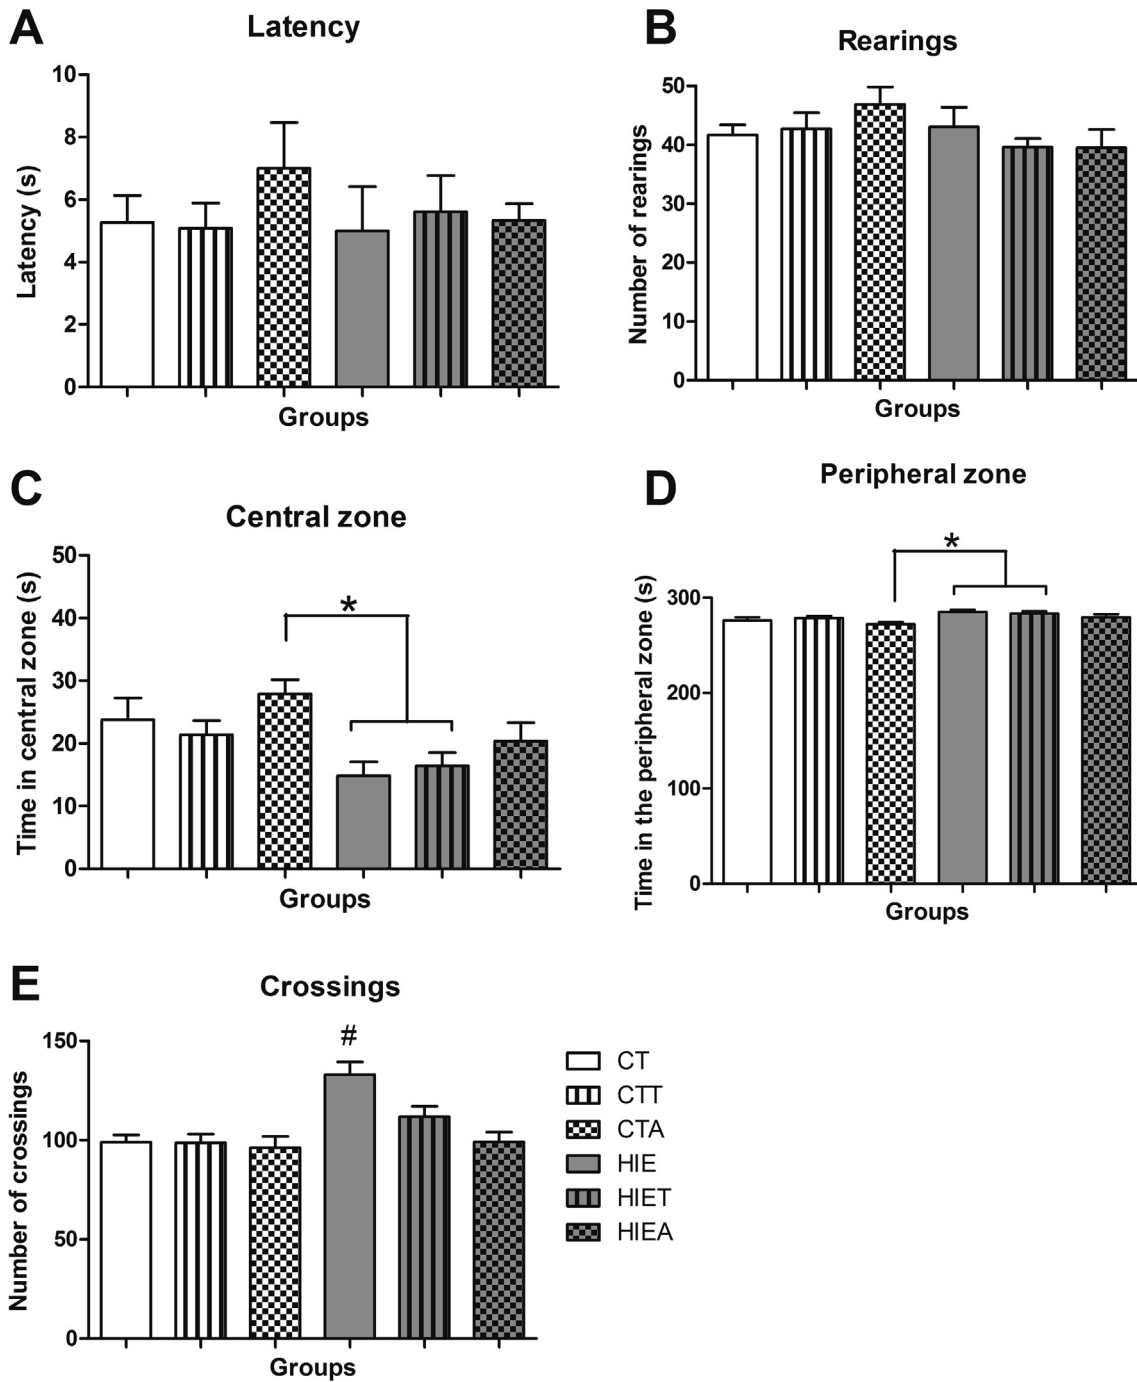 A
Latency
Latency (s)
10
8
6
4
2
0
Groups
B
Rearings
Number of rearings
50
40
30
20
10
0
Groups
C
Central zone
Time in central zone (s)
50
40
30
20
10
0
*
Groups
D
Peripheral zone
Time in the peripheral zone (s)
300
200
100
0
*
Groups
E
Crossings
Number of crossings
150
100
50
0
#
Groups
CT
CTT
CTA
HIE
HIET
HIEA